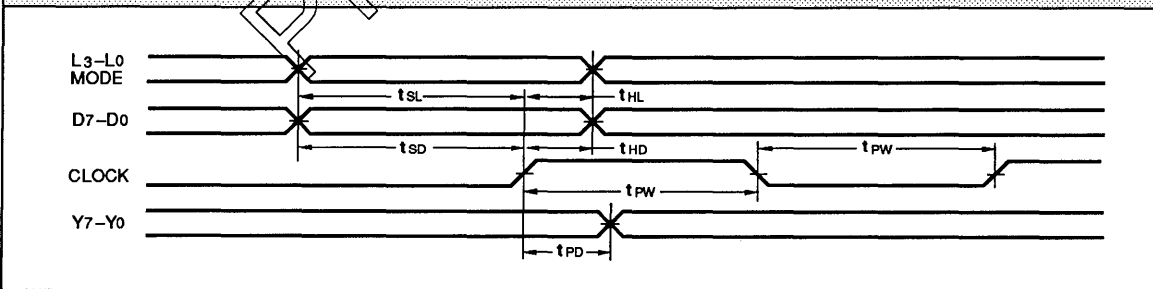 L3-L0
MODE
tSL
tHL
D7-D0
tSD
tHD
tPW
CLOCK
tPW
Y7-Y0
tPD